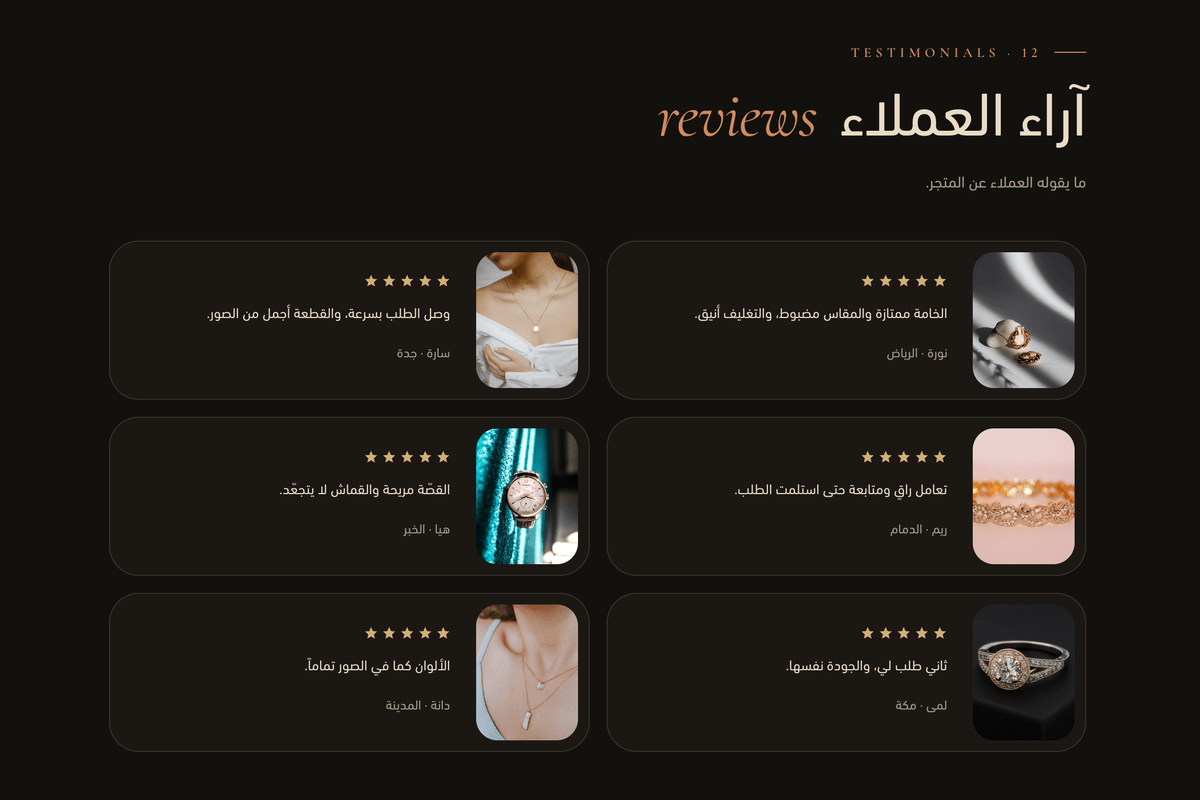 TESTIMONIALS · 12
آراء العملاء reviews
ما يقوله العملاء عن المتجر.
الخامة ممتازة والمقاس مضبوط، والتغليف أنيق.
نورة · الرياض
وصل الطلب بسرعة، والقطعة أجمل من الصور.
سارة · جدة
تعامل راقٍ ومتابعة حتى استلمت الطلب.
ريم · الدمام
القصّة مريحة والقماش لا يتجعّد.
هيا · الخبر
ثاني طلب لي، والجودة نفسها.
لمى · مكة
الألوان كما في الصور تماماً.
دانة · المدينة